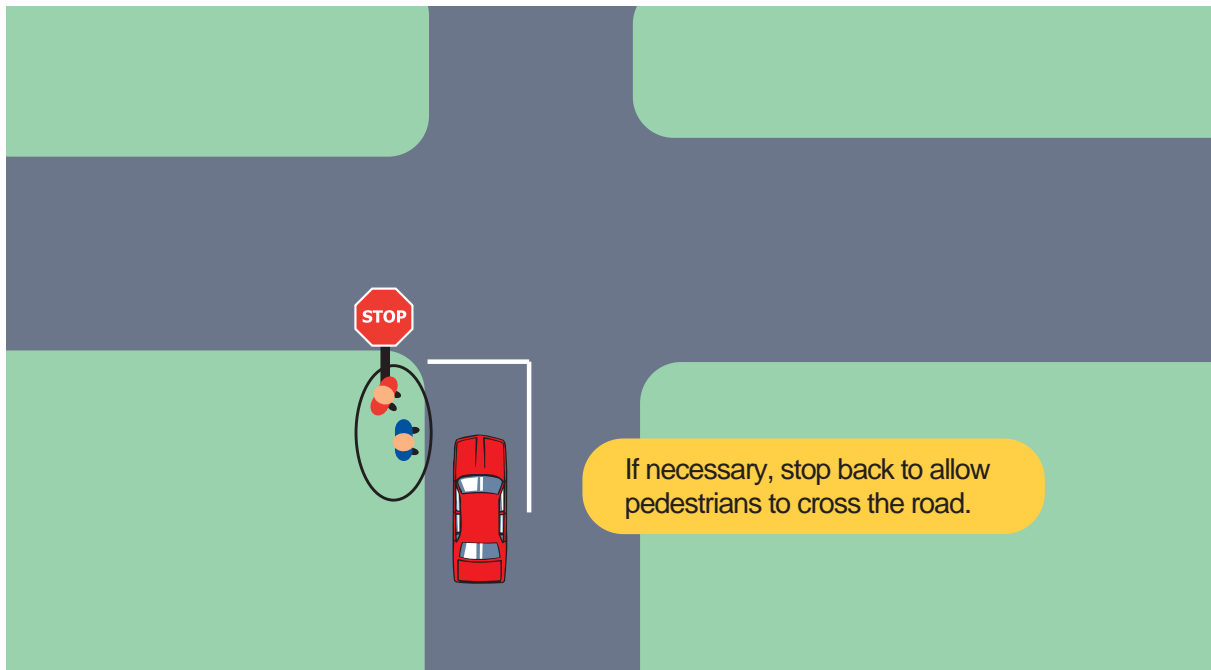 STOP
If necessary, stop back to allow
pedestrians to cross the road.